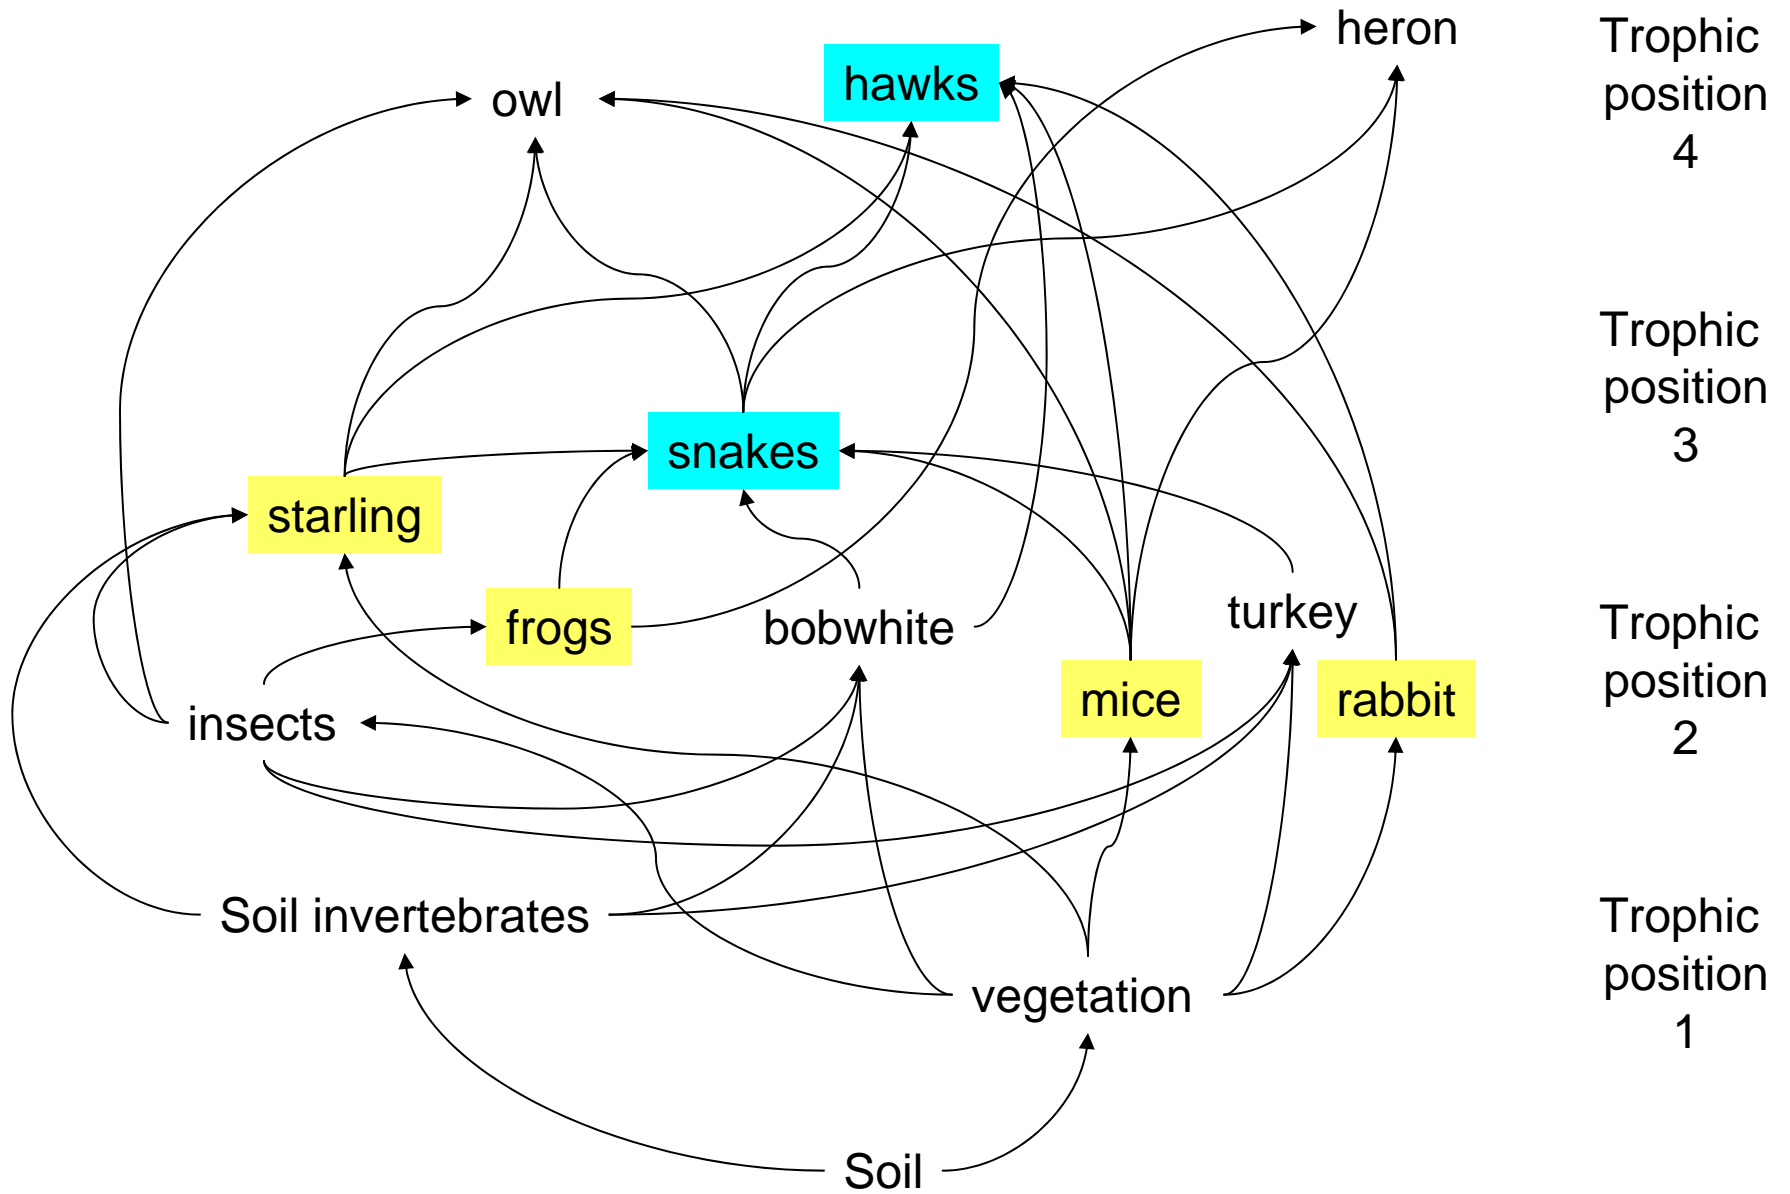 heron
Trophic
position
4
hawks
owl
Trophic
position
3
snakes
starling
frogs
bobwhite
turkey
Trophic
position
2
mice
rabbit
insects
Soil invertebrates
vegetation
Trophic
position
1
Soil